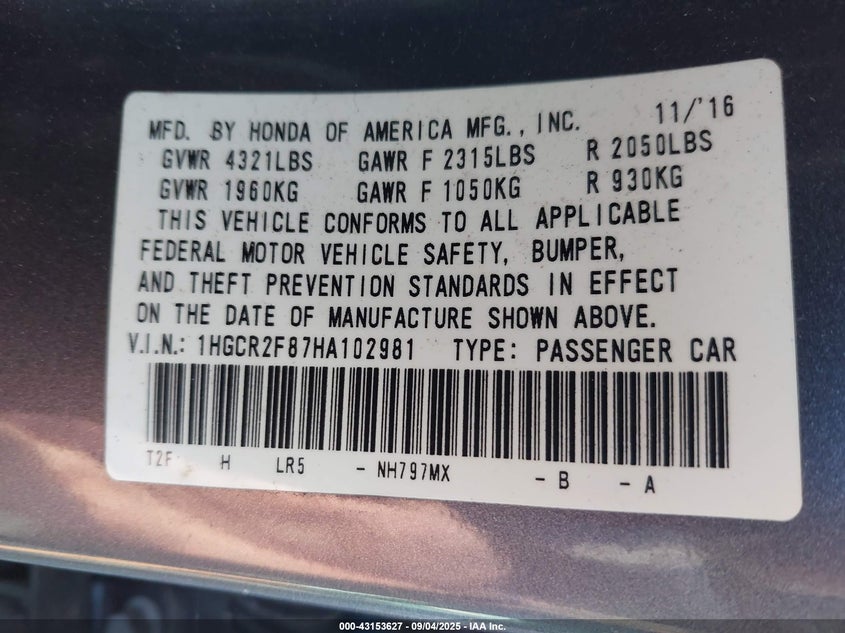 MFD. BY HONDA OF AMERICA MFG., INC. 11/'16
GVWR 4321LBS GAWR F 2315LBS R 2050LBS
GVWR 1960KG GAWR F 1050KG R 930KG
THIS VEHICLE CONFORMS TO ALL APPLICABLE
FEDERAL MOTOR VEHICLE SAFETY, BUMPER,
AND THEFT PREVENTION STANDARDS IN EFFECT
ON THE DATE OF MANUFACTURE SHOWN ABOVE.
V.I.N.: 1HGCR2F87HA102981 TYPE: PASSENGER CAR
T2F H LR5 - NH797MX - B - A
000-43153627 - 09/04/2025 - IAA Inc.